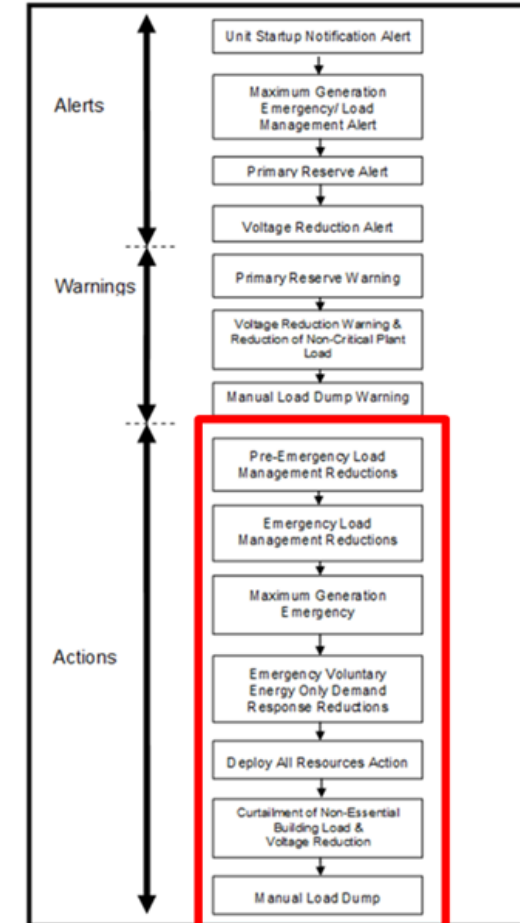 Alerts
Unit Startup Notification Alert
Maximum Generation
Emergency/ Load
Management Alert
Primary Reserve Alert
Voltage Reduction Alert
Warnings
Primary Reserve Warning
Voltage Reduction Warning &
Reduction of Non-Critical Plant
Load
Manual Load Dump Warning
Actions
Pre-Emergency Load
Management Reductions
Emergency Load
Management Reductions
Maximum Generation
Emergency
Emergency Voluntary
Energy Only Demand
Response Reductions
Deploy All Resources Action
Curtailment of Non-Essential
Building Load &
Voltage Reduction
Manual Load Dump